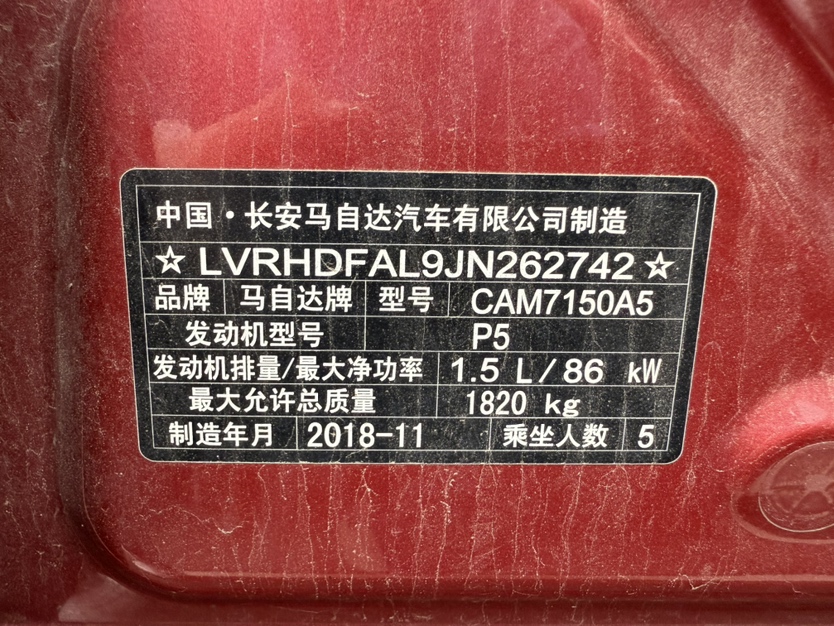 中国·长安马自达汽车有限公司制造
☆ LVRHDFAL9JN262742 ☆
品牌 马自达牌 型号 CAM7150A5
发动机型号 P5
发动机排量/最大净功率 1.5 L/86 kW
最大允许总质量 1820 kg
制造年月 2018-11 乘坐人数 5